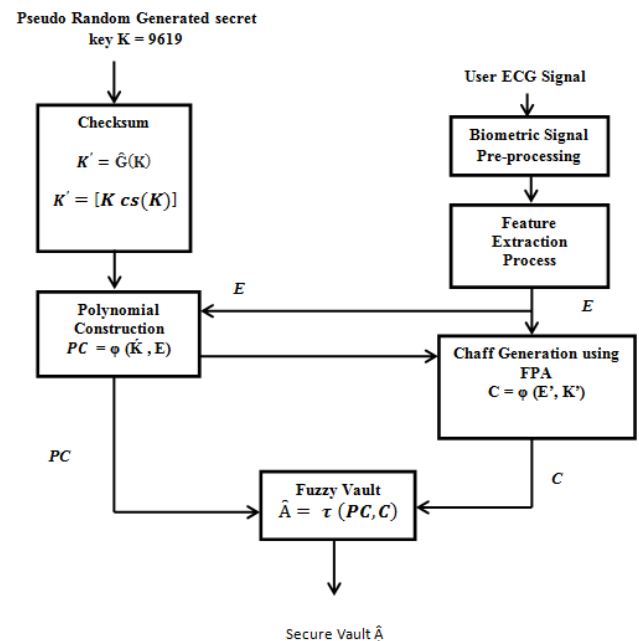 Pseudo Random Generated secret
key K = 9619
User ECG Signal
Checksum
K′ = Ĝ(K)
K′ = [K cs(K)]
Biometric Signal
Pre-processing
Feature
Extraction
Process
E
E
Polynomial
Construction
PC = φ (Ḱ , E)
Chaff Generation using
FPA
C = φ (E’, K’)
PC
C
Fuzzy Vault
Â = τ (PC, C)
Secure Vault Â